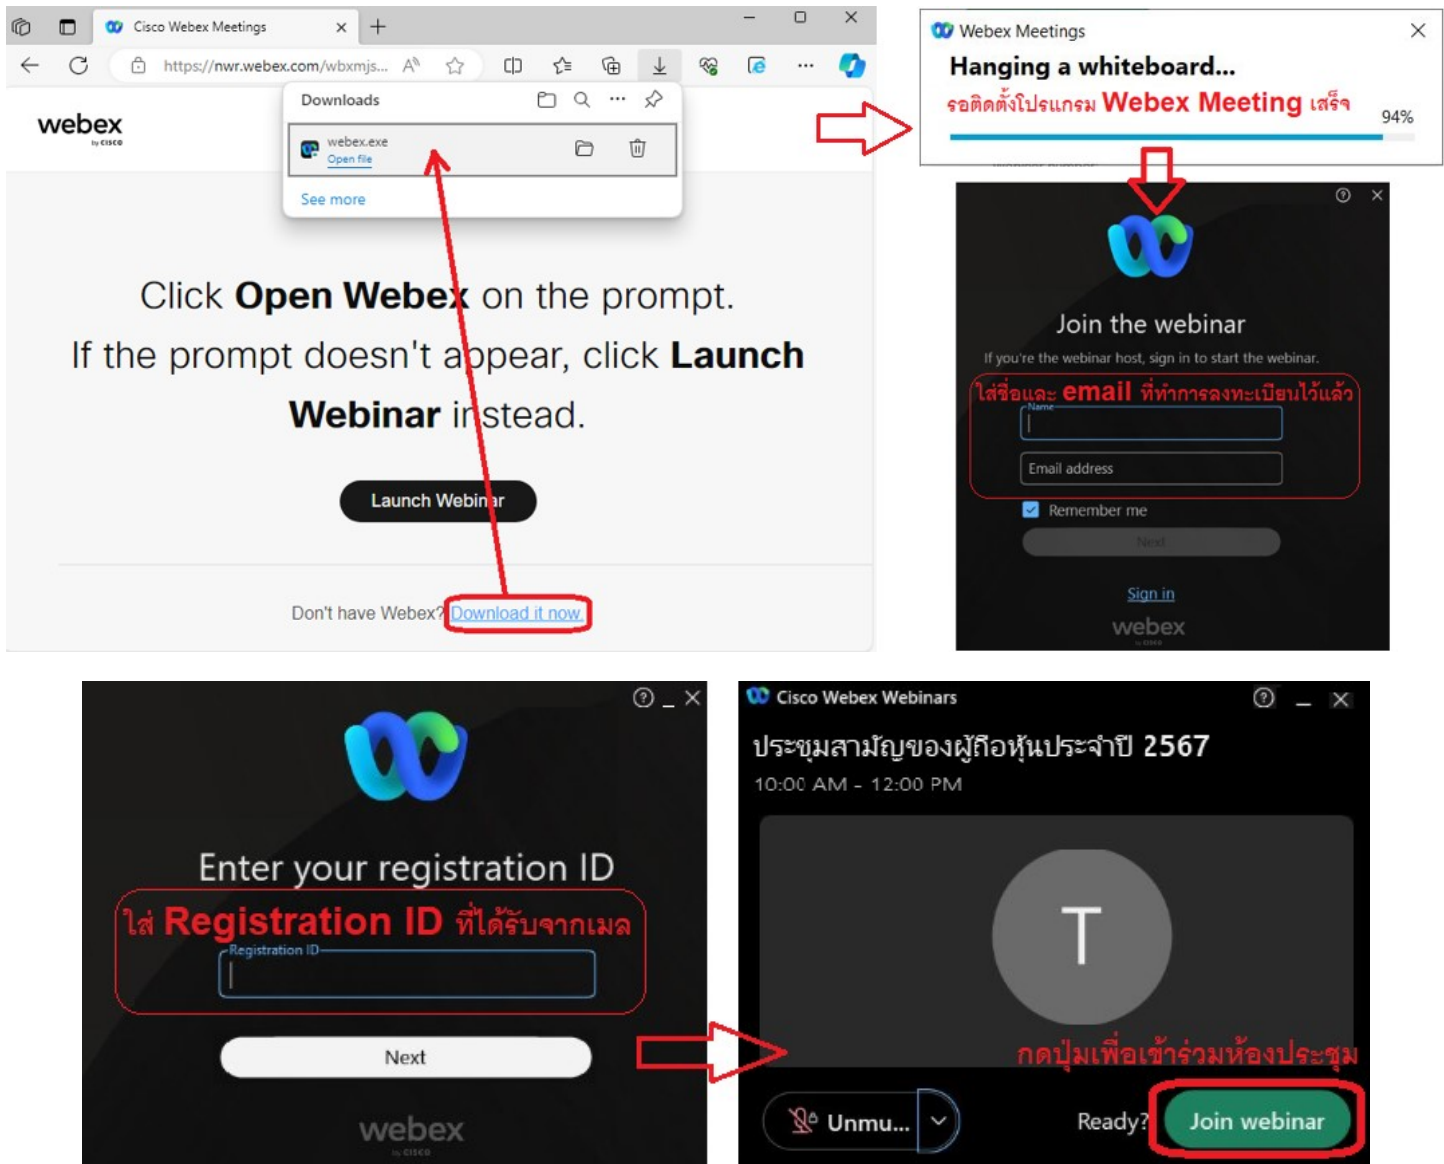 Cisco Webex Meetings
https://nwr.webex.com/wbxmjs...
Downloads
webex.exe
Open file
See more
webex
by CISCO
Click Open Webex on the prompt.
If the prompt doesn't appear, click Launch
Webinar instead.
Launch Webinar
Don't have Webex? Download it now.
Webex Meetings
Hanging a whiteboard...
รอติดตั้งโปรแกรม Webex Meeting เสร็จ
94%
Join the webinar
If you're the webinar host, sign in to start the webinar.
ใส่ชื่อและ email ที่ทำการลงทะเบียนไว้แล้ว
Name
Email address
Remember me
Next
Sign in
webex
by CISCO
Enter your registration ID
ใส่ Registration ID ที่ได้รับจากเมล
Registration ID
Next
webex
by CISCO
Cisco Webex Webinars
ประชุมสามัญของผู้ถือหุ้นประจำปี 2567
10:00 AM - 12:00 PM
T
กดปุ่มเพื่อเข้าร่วมห้องประชุม
Unmu...
Ready?
Join webinar